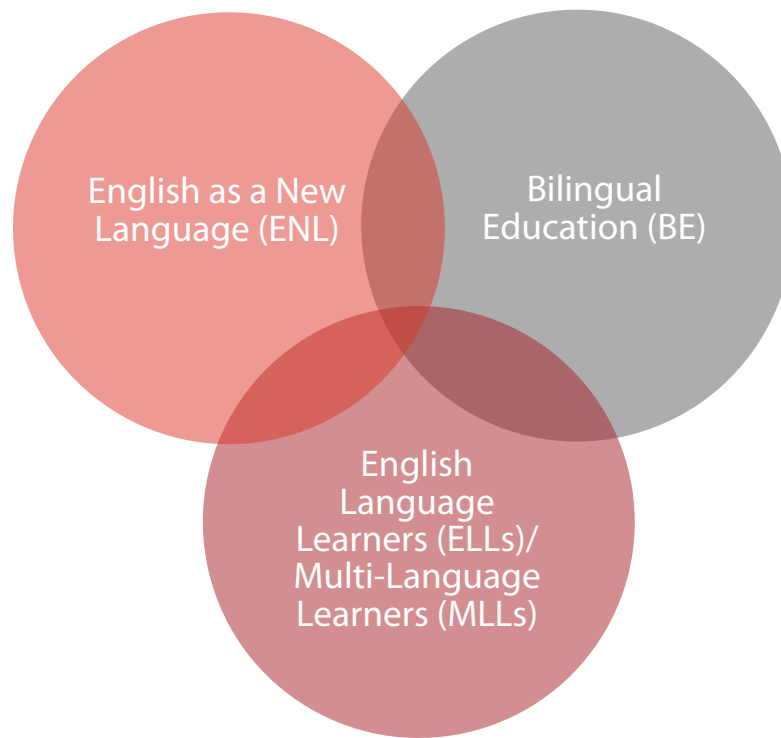 English as a New
Language (ENL)
Bilingual
Education (BE)
English
Language
Learners (ELLs)/
Multi-Language
Learners (MLLs)